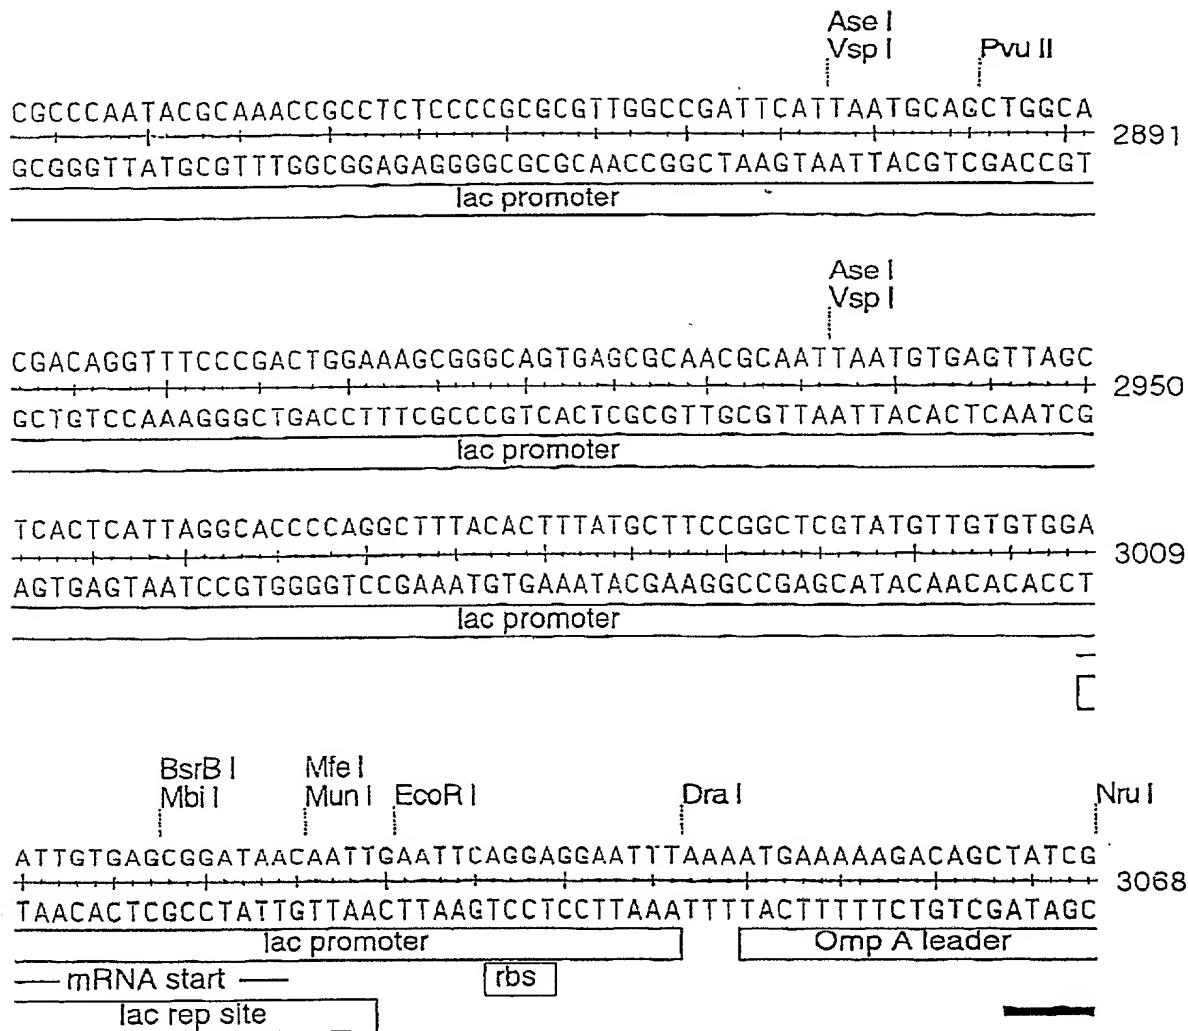 Ase I
Vsp I Pvu II
CGCCCAATACGCAAACCGCCTCTCCCCGCGCGTTGGCCGATTCATTAATGCAGCTGGCA
2891
GCGGGTTATGCGTTTGGCGGAGAGGGGCGCGCAACCGGCTAAGTAATTACGTCGACCGT
lac promoter
Ase I
Vsp I
CGACAGGTTTCCCGACTGGAAAGCGGGCAGTGAGCGCAACGCAATTAATGTGAGTTAGC
2950
GCTGTCCAAAGGGCTGACCTTTCGCCCGTCACTCGCGTTGCGTTAATTACACTCAATCG
lac promoter
TCACTCATTAGGCACCCCAGGCTTTACACTTTATGCTTCCGGCTCGTATGTTGTGTGGA
3009
AGTGAGTAATCCGTGGGGTCCGAAATGTGAAATACGAAGGCCGAGCATACAACACACCT
lac promoter
BsrB I Mfe I
Mbi I Mun I EcoR I Dra I Nru I
ATTGTGAGCGGATAACAATTGAATTCAGGAGGAATTTAAAATGAAAAAGACAGCTATCG
3068
TAACACTCGCCTATTGTTAACTTAAGTCCTCCTTAAATTTTACTTTTTCTGTCGATAGC
lac promoter Omp A leader
mRNA start rbs
lac rep site